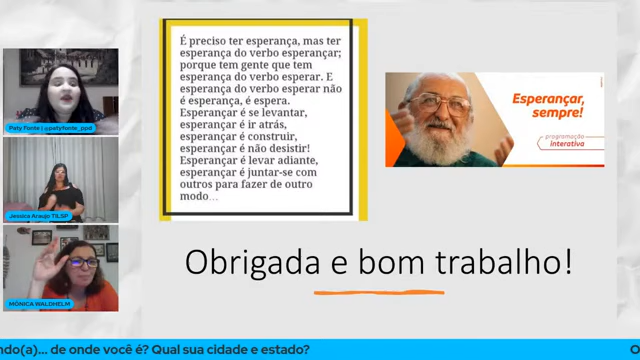 É preciso ter esperança, mas ter
esperança do verbo esperançar;
porque tem gente que tem
esperança do verbo esperar. E
esperança do verbo esperar não
é esperança, é espera.
Esperançar é se levantar,
esperançar é ir atrás,
esperançar é construir,
esperançar é não desistir!
Esperançar é levar adiante,
esperançar é juntar-se com
outros para fazer de outro
modo...
Esperançar,
sempre!
programação
interativa
Paty Fonte | @patyfonte_ppd
Jessica Araujo TILSP
MÔNICA WALDHELM
Obrigada e bom trabalho!
ndo(a)... de onde você é? Qual sua cidade e estado?
O